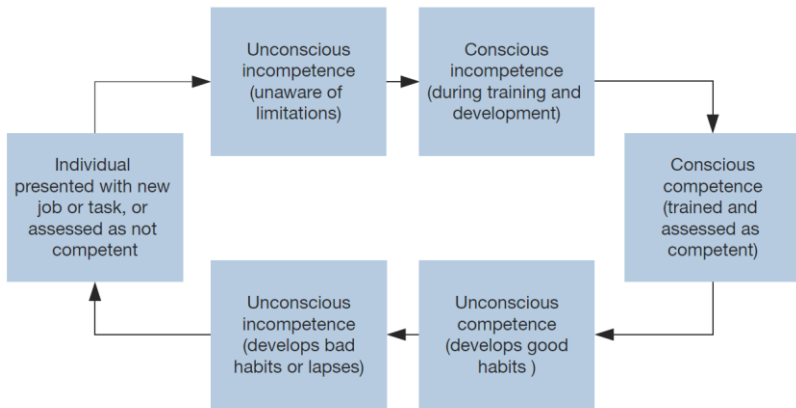 Unconscious
incompetence
(unaware of
limitations)
Conscious
incompetence
(during training and
development)
Conscious
competence
(trained and
assessed as
competent)
Unconscious
competence
(develops good
habits )
Unconscious
incompetence
(develops bad
habits or lapses)
Individual
presented with new
job or task, or
assessed as not
competent